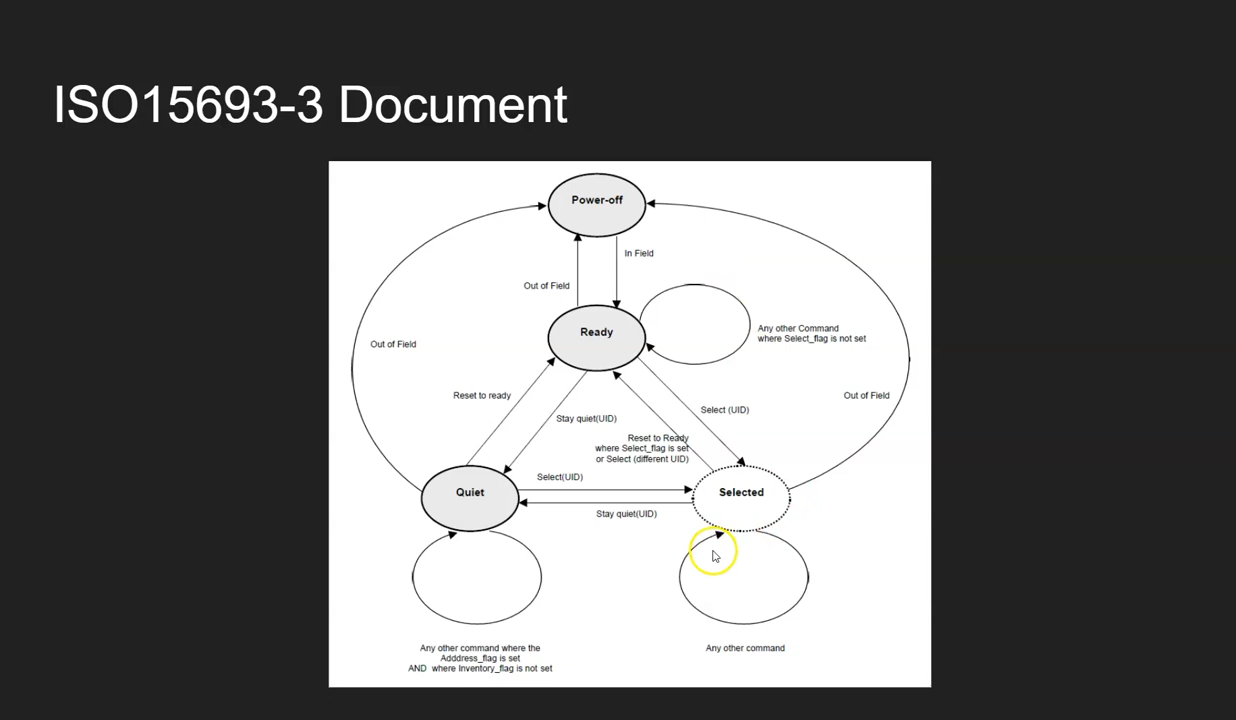 ISO15693-3 Document
Power-off
In Field
Out of Field
Ready
Any other Command
where Select_flag is not set
Out of Field
Reset to ready
Out of Field
Select (UID)
Stay quiet(UID)
Reset to Ready
where Select_flag is set
or Select (different UID)
Select(UID)
Quiet
Selected
Stay quiet(UID)
Any other command where the
Adddress_flag is set
AND where Inventory_flag is not set
Any other command